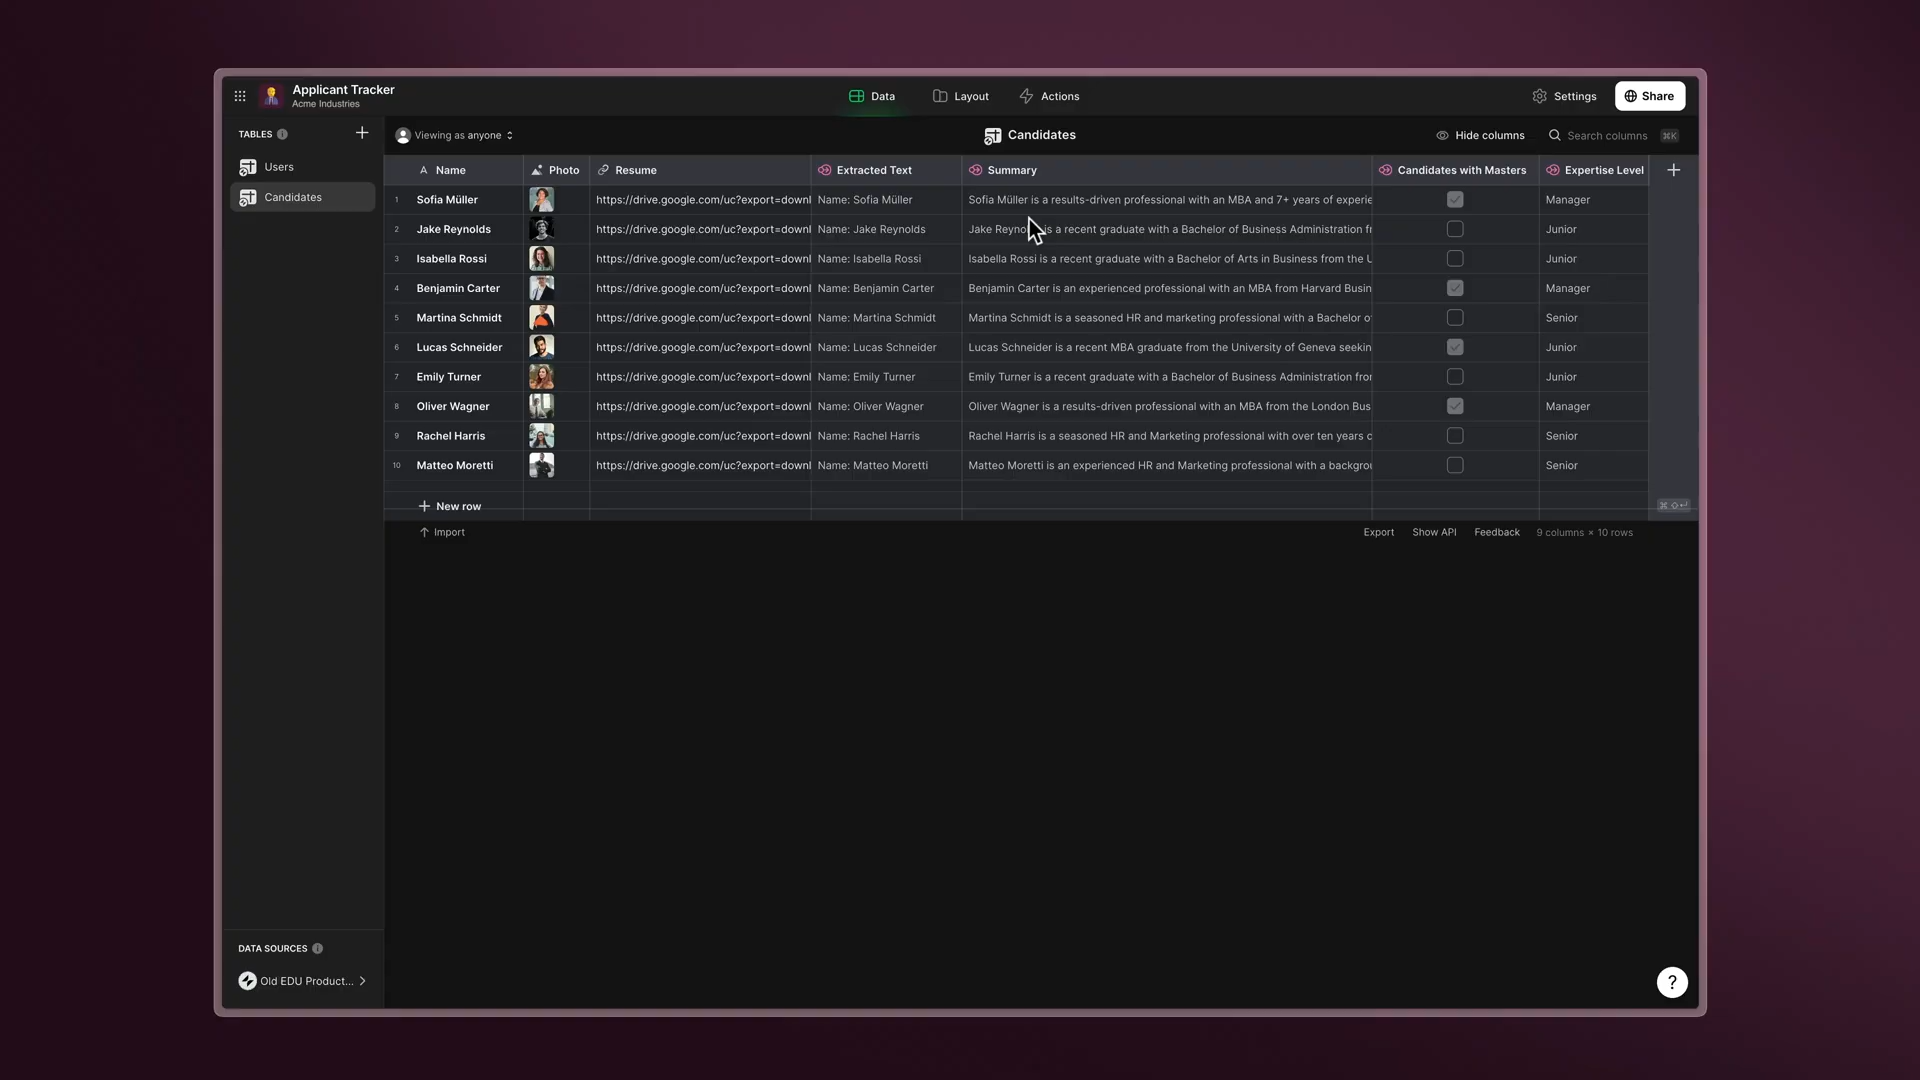 Applicant Tracker
Acme Industries
Data
Layout
Actions
Settings
Share
TABLES
Users
Candidates
Viewing as anyone
Candidates
Hide columns
Search columns
⌘K
Name Photo Resume Extracted Text Summary Candidates with Masters Expertise Level
1 Sofia Müller https://drive.google.com/uc?export=downl Name: Sofia Müller Sofia Müller is a results-driven professional with an MBA and 7+ years of experie Manager
2 Jake Reynolds https://drive.google.com/uc?export=downl Name: Jake Reynolds Jake Reyno is a recent graduate with a Bachelor of Business Administration fr Junior
3 Isabella Rossi https://drive.google.com/uc?export=downl Name: Isabella Rossi Isabella Rossi is a recent graduate with a Bachelor of Arts in Business from the U Junior
4 Benjamin Carter https://drive.google.com/uc?export=downl Name: Benjamin Carter Benjamin Carter is an experienced professional with an MBA from Harvard Busin Manager
5 Martina Schmidt https://drive.google.com/uc?export=downl Name: Martina Schmidt Martina Schmidt is a seasoned HR and marketing professional with a Bachelor o Senior
6 Lucas Schneider https://drive.google.com/uc?export=downl Name: Lucas Schneider Lucas Schneider is a recent MBA graduate from the University of Geneva seekin Junior
7 Emily Turner https://drive.google.com/uc?export=downl Name: Emily Turner Emily Turner is a recent graduate with a Bachelor of Business Administration fror Junior
8 Oliver Wagner https://drive.google.com/uc?export=downl Name: Oliver Wagner Oliver Wagner is a results-driven professional with an MBA from the London Bus Manager
9 Rachel Harris https://drive.google.com/uc?export=downl Name: Rachel Harris Rachel Harris is a seasoned HR and Marketing professional with over ten years c Senior
10 Matteo Moretti https://drive.google.com/uc?export=downl Name: Matteo Moretti Matteo Moretti is an experienced HR and Marketing professional with a backgrou Senior
New row
⌘⇧↵
Import
Export
Show API
Feedback
9 columns × 10 rows
DATA SOURCES
Old EDU Product...
?